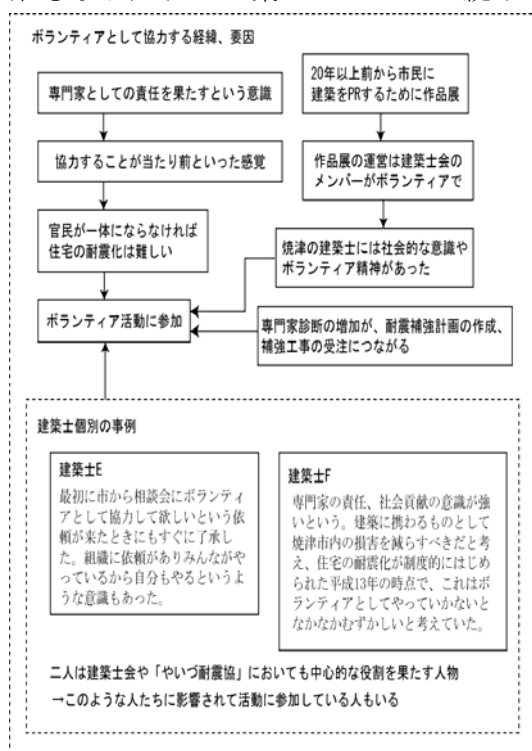 ボランティアとして協力する経緯、要因
専門家としての責任を果たすという意識
協力することが当たり前といった感覚
官民が一体にならなければ
住宅の耐震化は難しい
ボランティア活動に参加
20年以上前から市民に
建築をPRするために作品展
作品展の運営は建築士会の
メンバーがボランティアで
焼津の建築士には社会的な意識や
ボランティア精神があった
専門家診断の増加が、耐震補強計画の作成、
補強工事の受注につながる
建築士個別の事例
建築士E
最初に市から相談会にボランティ
アとして協力して欲しいという依
頼が来たときにもすぐに了承し
た。組織に依頼がありみんなが
やっているから自分もやるというよ
うな意識もあった。
建築士F
専門家の責任、社会貢献の意識が強
いという。建築に携わるものとして
焼津市内の損害を減らすべきだと考
え、住宅の耐震化が制度的にはじめ
られた平成13年の時点で、これはボ
ランティアとしてやっていかないと
なかなかむずかしいと考えていた。
二人は建築士会や「やいづ耐震協」においても中心的な役割を果たす人物
→このような人たちに影響されて活動に参加している人もいる